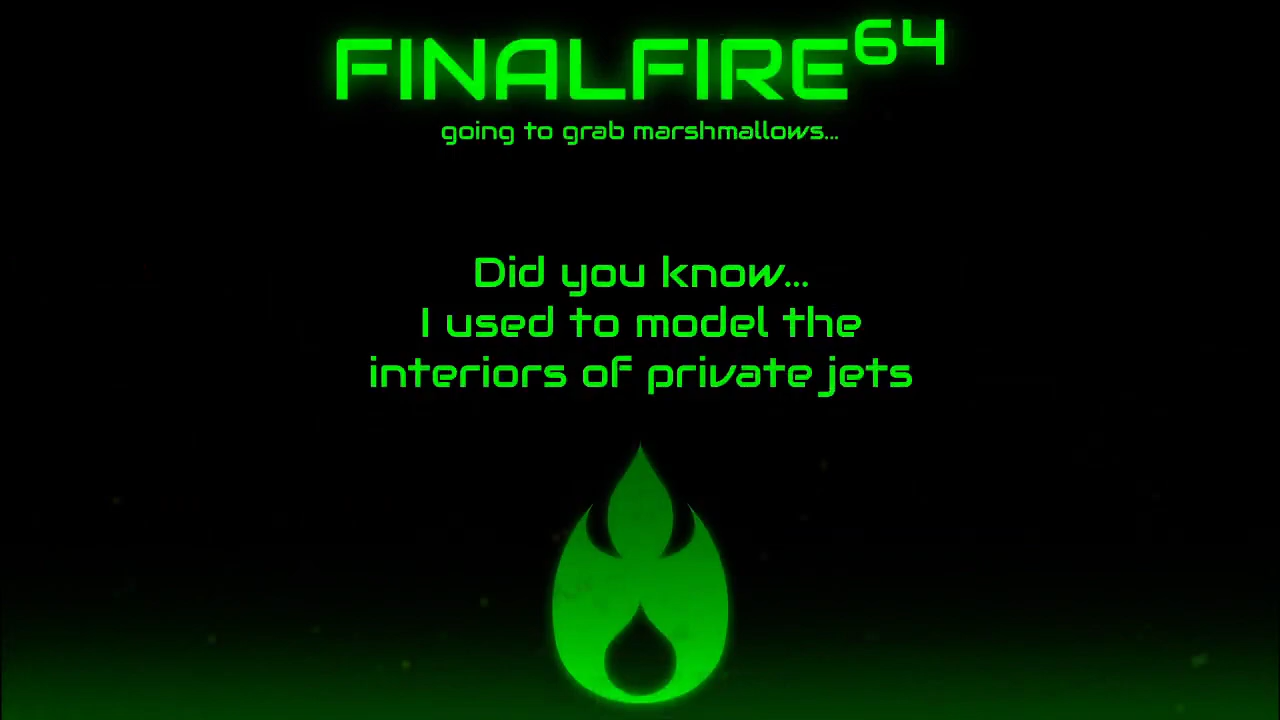 FINALFIRE64
going to grab marshmallows...
Did you know...
I used to model the
interiors of private jets